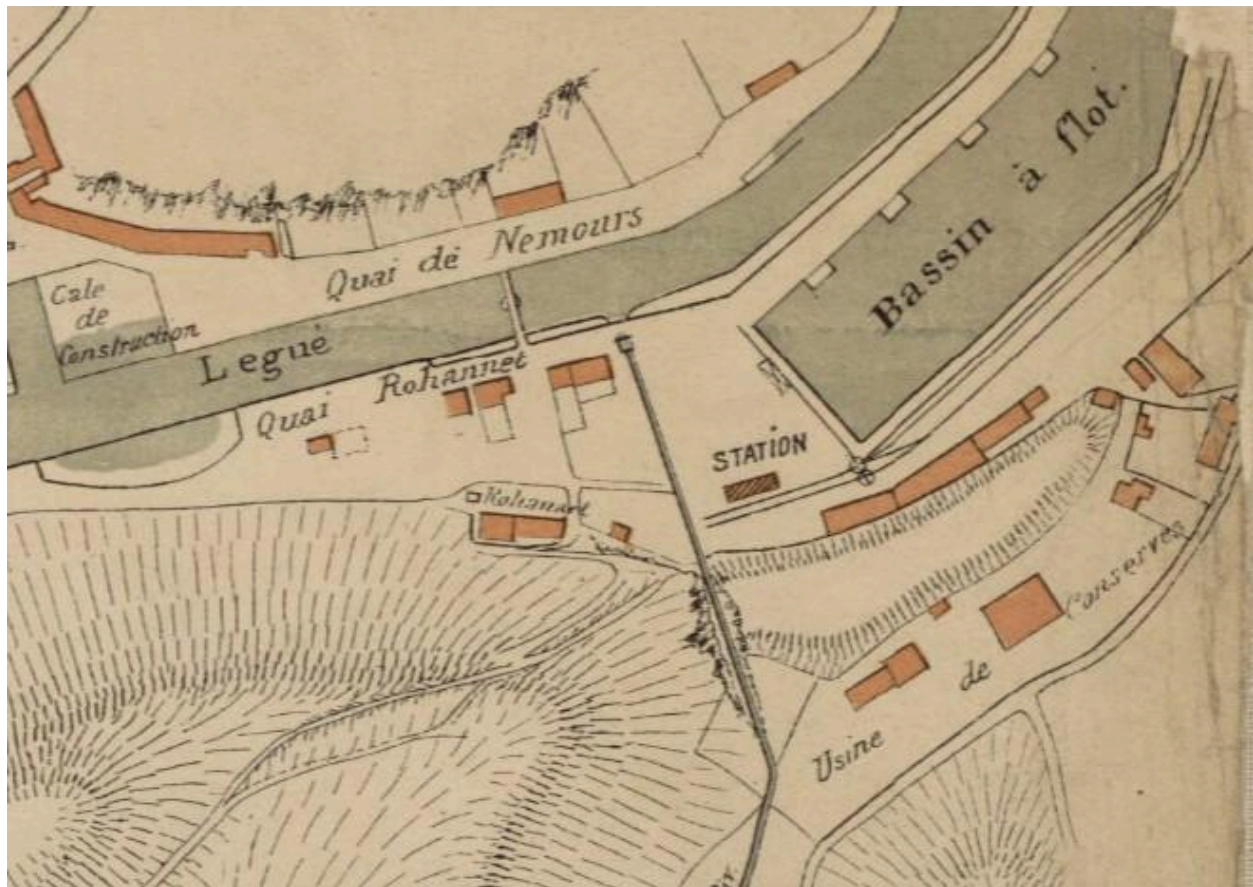 Bassin à flot.
Quai de Nemours
Cale
de
Construction
Legué
Quai Rohannet
STATION
Rohannet
Usine de Conserves